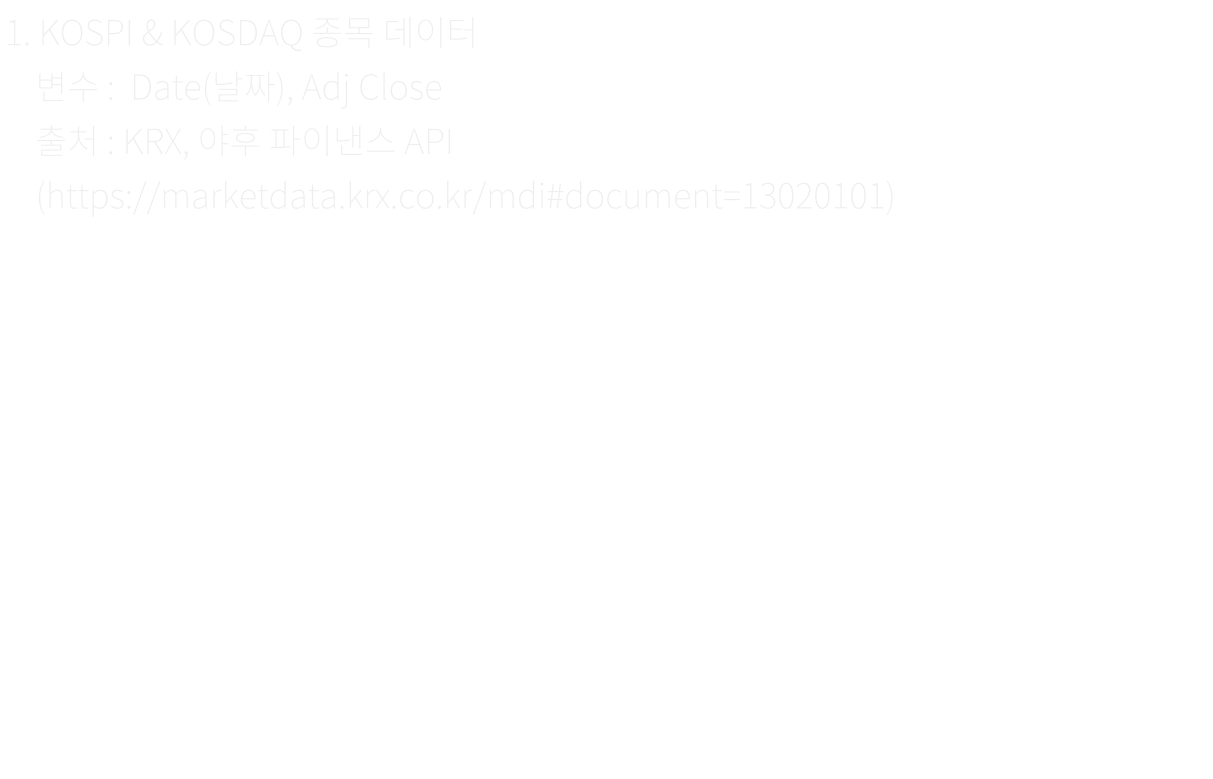 1. KOSPI & KOSDAQ 종목 데이터
변수 : Date(날짜), Adj Close
출처 : KRX, 야후 파이낸스 API
(https://marketdata.krx.co.kr/mdi#document=13020101)